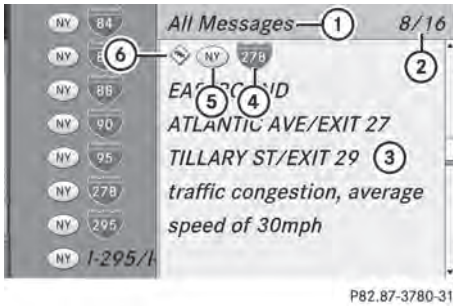 NY 84
All Messages 1 8/16
NY
6 NY 278
2
5 4
NY 88
NY 90
ATLANTIC AVE/EXIT 27
NY 95
TILLARY ST/EXIT 29 3
NY 278
traffic congestion, average
NY 295
speed of 30mph
NY I-295/I
P82.87-3780-31